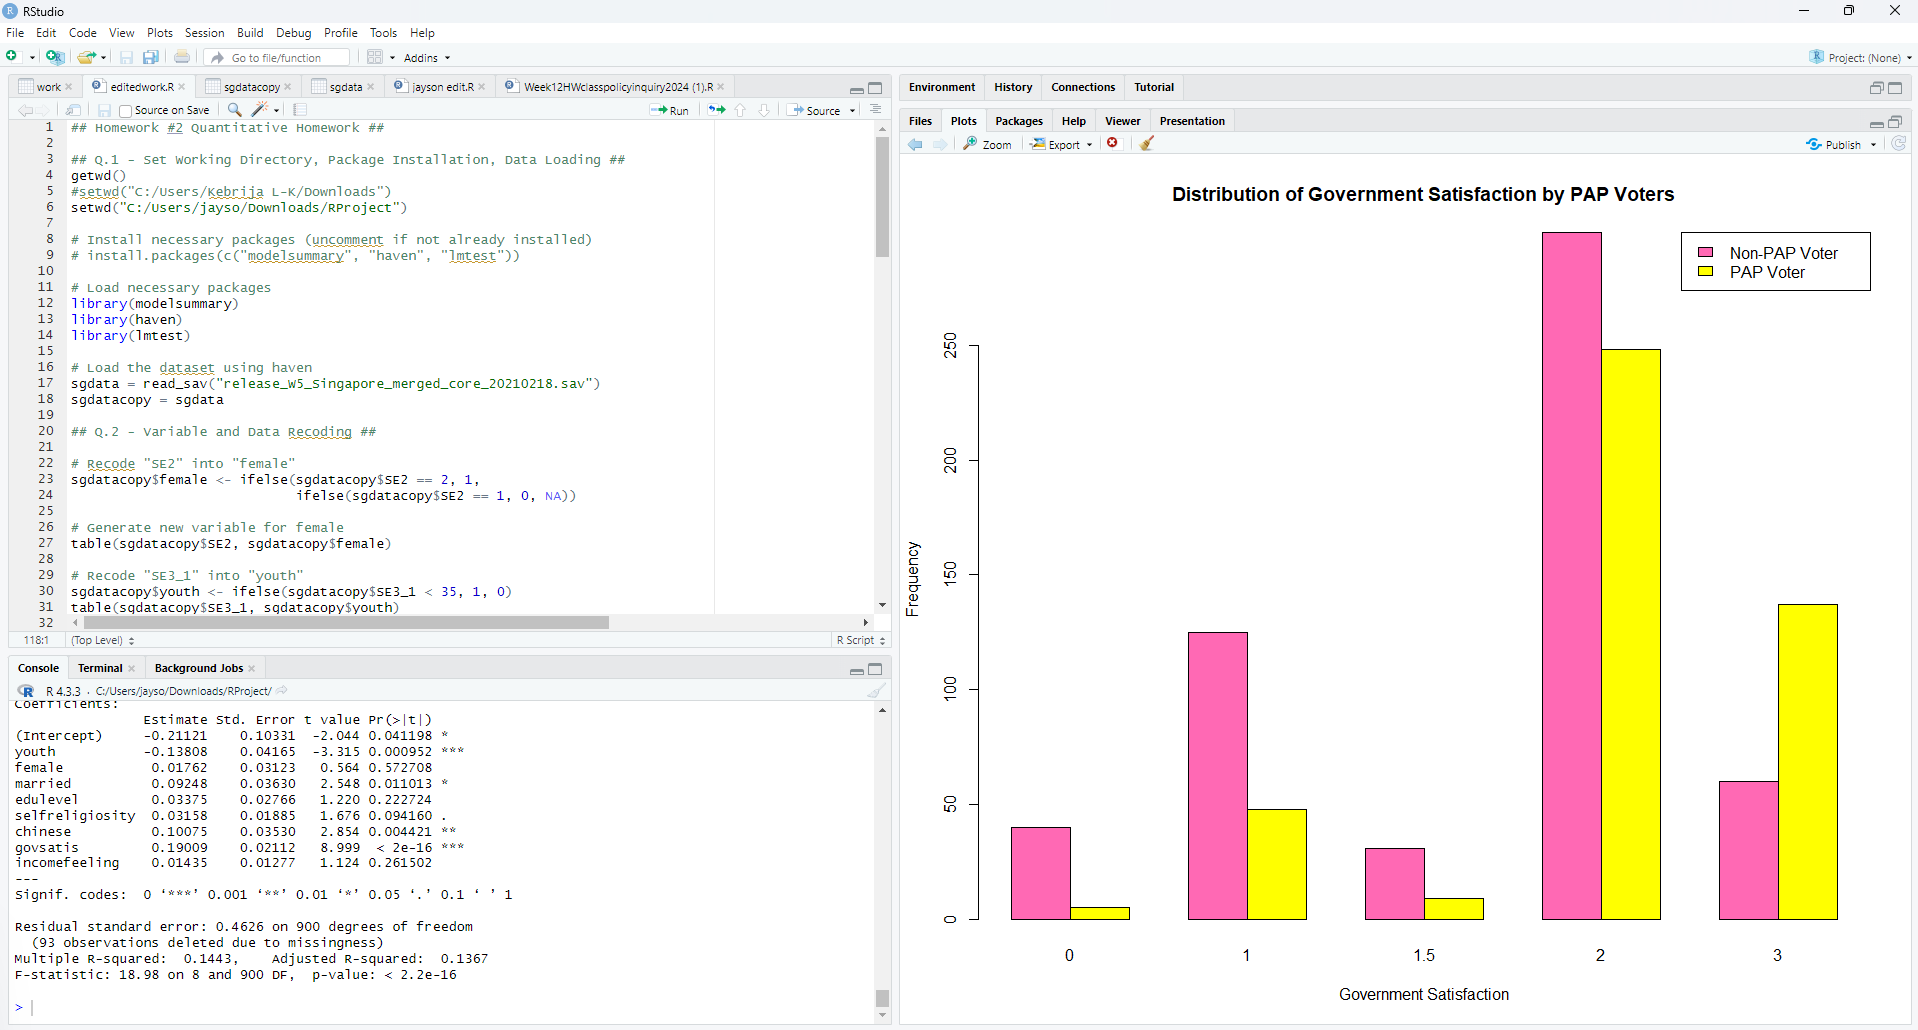 RStudio
File Edit Code View Plots Session Build Debug Profile Tools Help
Go to file/function Addins Project: (None)
work editedwork.R sgdatacopy sgdata jayson edit.R Week12HWclasspolicyinquiry2024 (1).R
Source on Save Run Source
1 ## Homework #2 Quantitative Homework ##
2
3 ## Q.1 - Set Working Directory, Package Installation, Data Loading ##
4 getwd()
5 #setwd("C:/Users/Kebrija L-K/Downloads")
6 setwd("C:/Users/jayso/Downloads/RProject")
7
8 # Install necessary packages (uncomment if not already installed)
9 # install.packages(c("modelsummary", "haven", "lmtest"))
10
11 # Load necessary packages
12 library(modelsummary)
13 library(haven)
14 library(lmtest)
15
16 # Load the dataset using haven
17 sgdata = read_sav("release_W5_Singapore_merged_core_20210218.sav")
18 sgdatacopy = sgdata
19
20 ## Q.2 - Variable and Data Recoding ##
21
22 # Recode "SE2" into "female"
23 sgdatacopy$female <- ifelse(sgdatacopy$SE2 == 2, 1,
24 ifelse(sgdatacopy$SE2 == 1, 0, NA))
25
26 # Generate new variable for female
27 table(sgdatacopy$SE2, sgdatacopy$female)
28
29 # Recode "SE3_1" into "youth"
30 sgdatacopy$youth <- ifelse(sgdatacopy$SE3_1 < 35, 1, 0)
31 table(sgdatacopy$SE3_1, sgdatacopy$youth)
32
118:1 (Top Level) R Script
Console Terminal Background Jobs
R 4.3.3 · C:/Users/jayso/Downloads/RProject/
Coefficients:
Estimate Std. Error t value Pr(>|t|)
(Intercept) -0.21121 0.10331 -2.044 0.041198 *
youth -0.13808 0.04165 -3.315 0.000952 ***
female 0.01762 0.03123 0.564 0.572708
married 0.09248 0.03630 2.548 0.011013 *
edulevel 0.03375 0.02766 1.220 0.222724
selfreligiosity 0.03158 0.01885 1.676 0.094160 .
chinese 0.10075 0.03530 2.854 0.004421 **
govsatis 0.19009 0.02112 8.999 < 2e-16 ***
incomefeeling 0.01435 0.01277 1.124 0.261502
---
Signif. codes: 0 ‘***’ 0.001 ‘**’ 0.01 ‘*’ 0.05 ‘.’ 0.1 ‘ ’ 1
Residual standard error: 0.4626 on 900 degrees of freedom
(93 observations deleted due to missingness)
Multiple R-squared: 0.1443, Adjusted R-squared: 0.1367
F-statistic: 18.98 on 8 and 900 DF, p-value: < 2.2e-16
>
Environment History Connections Tutorial
Files Plots Packages Help Viewer Presentation
Zoom Export Publish
Distribution of Government Satisfaction by PAP Voters
Non-PAP Voter
PAP Voter
250
200
150
100
50
0
Frequency
0 1 1.5 2 3
Government Satisfaction